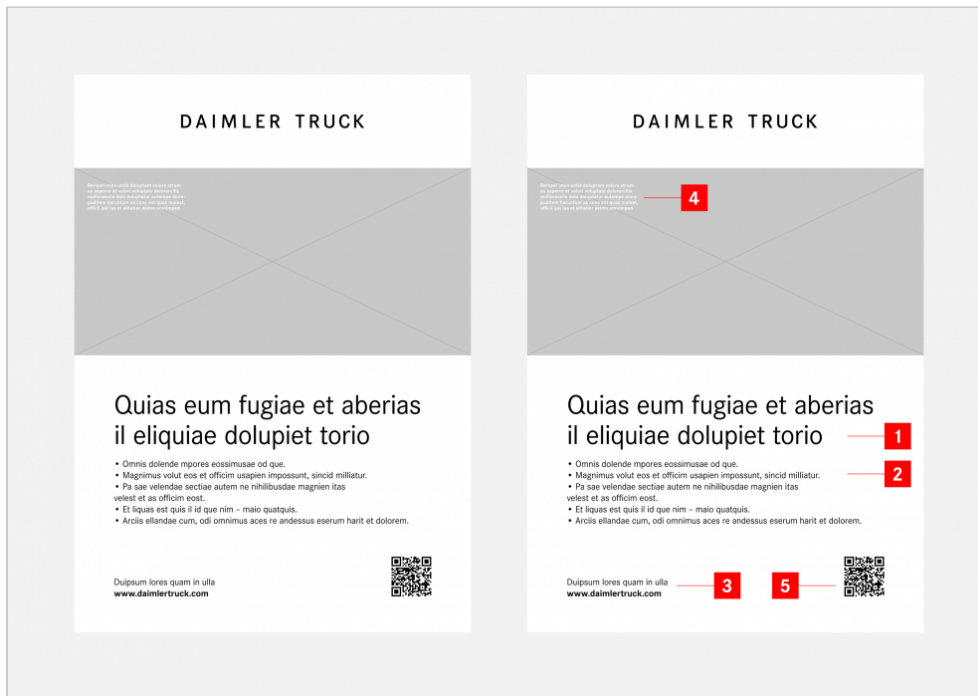 DAIMLER TRUCK
Quias eum fugiae et aberias
il eliquiae dolupiet torio
• Omnis dolende mpores eossimusae od que.
• Magnimus volut eos et officim usapien impossunt, sincid milliatur.
• Pa sae velendae sectiae autem ne nihilibusdae magnien itas
velest et as officim eost.
• Et liquas est quis il id que nim – maio quatquis.
• Arciis ellandae cum, odi omnimus aces re andessus eserum harit et dolorem.
Duipsum lores quam in ulla
www.daimlertruck.com
DAIMLER TRUCK
4
Quias eum fugiae et aberias
il eliquiae dolupiet torio
1
• Omnis dolende mpores eossimusae od que.
• Magnimus volut eos et officim usapien impossunt, sincid milliatur.
2
• Pa sae velendae sectiae autem ne nihilibusdae magnien itas
velest et as officim eost.
• Et liquas est quis il id que nim – maio quatquis.
• Arciis ellandae cum, odi omnimus aces re andessus eserum harit et dolorem.
Duipsum lores quam in ulla
www.daimlertruck.com
3
5